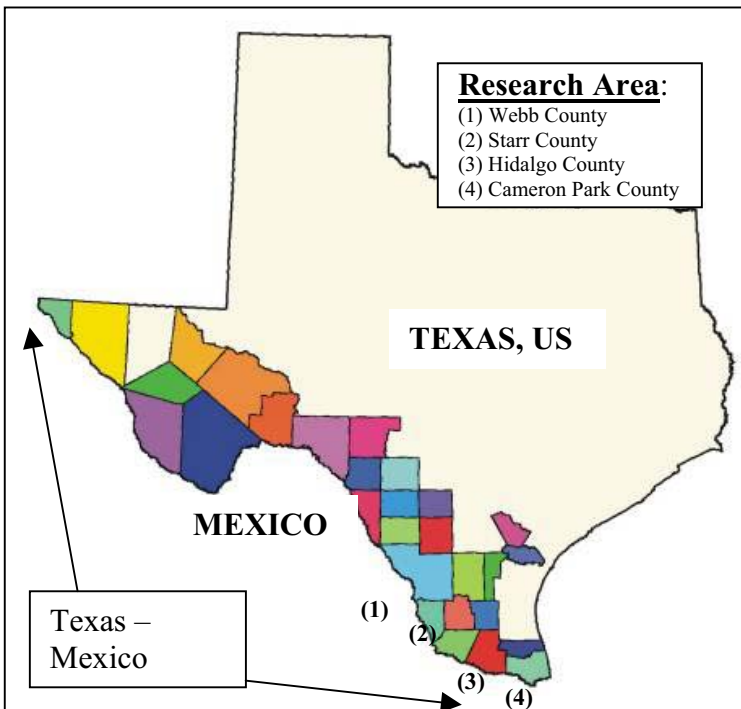 Research Area:
(1) Webb County
(2) Starr County
(3) Hidalgo County
(4) Cameron Park County
TEXAS, US
MEXICO
(1)
Texas –
Mexico
(2)
(3)
(4)